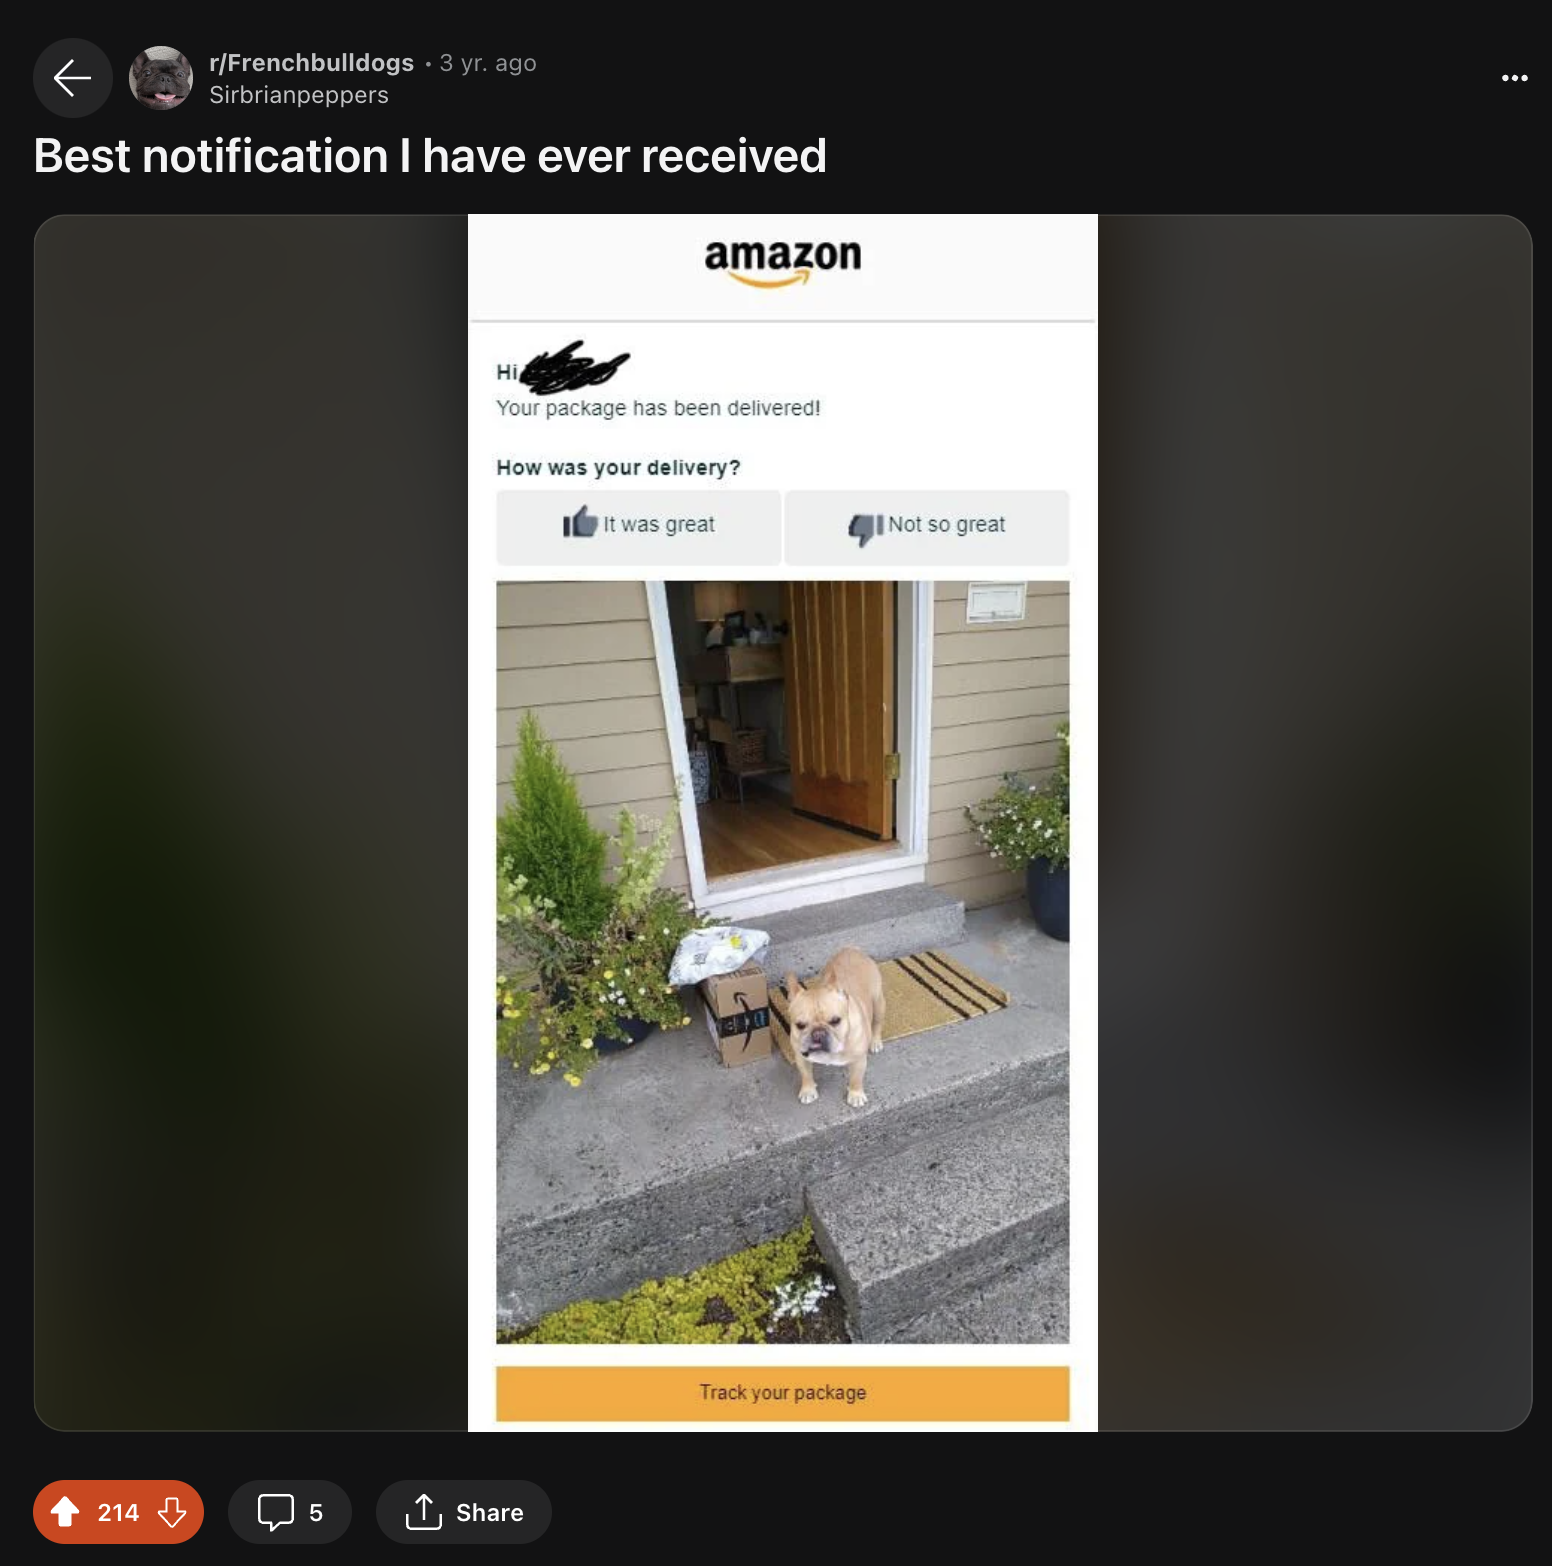 r/Frenchbulldogs • 3 yr. ago
Sirbrianpeppers
Best notification I have ever received
amazon
Hi
Your package has been delivered!
How was your delivery?
It was great
Not so great
Track your package
214
5
Share